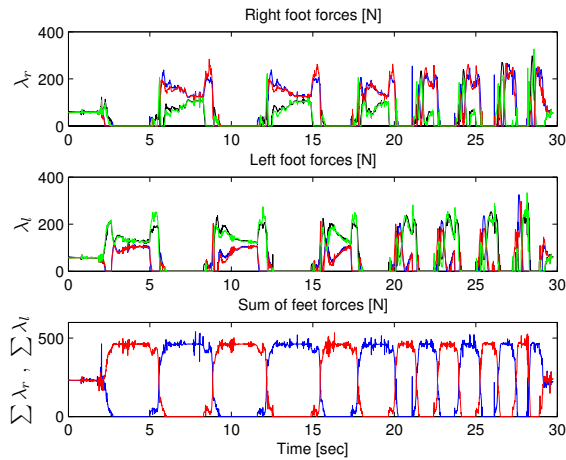 Right foot forces [N]
400
200
0
λr
0 5 10 15 20 25 30
Left foot forces [N]
400
200
0
λl
0 5 10 15 20 25 30
Sum of feet forces [N]
500
0
∑ λr , ∑ λl
0 5 10 15 20 25 30
Time [sec]